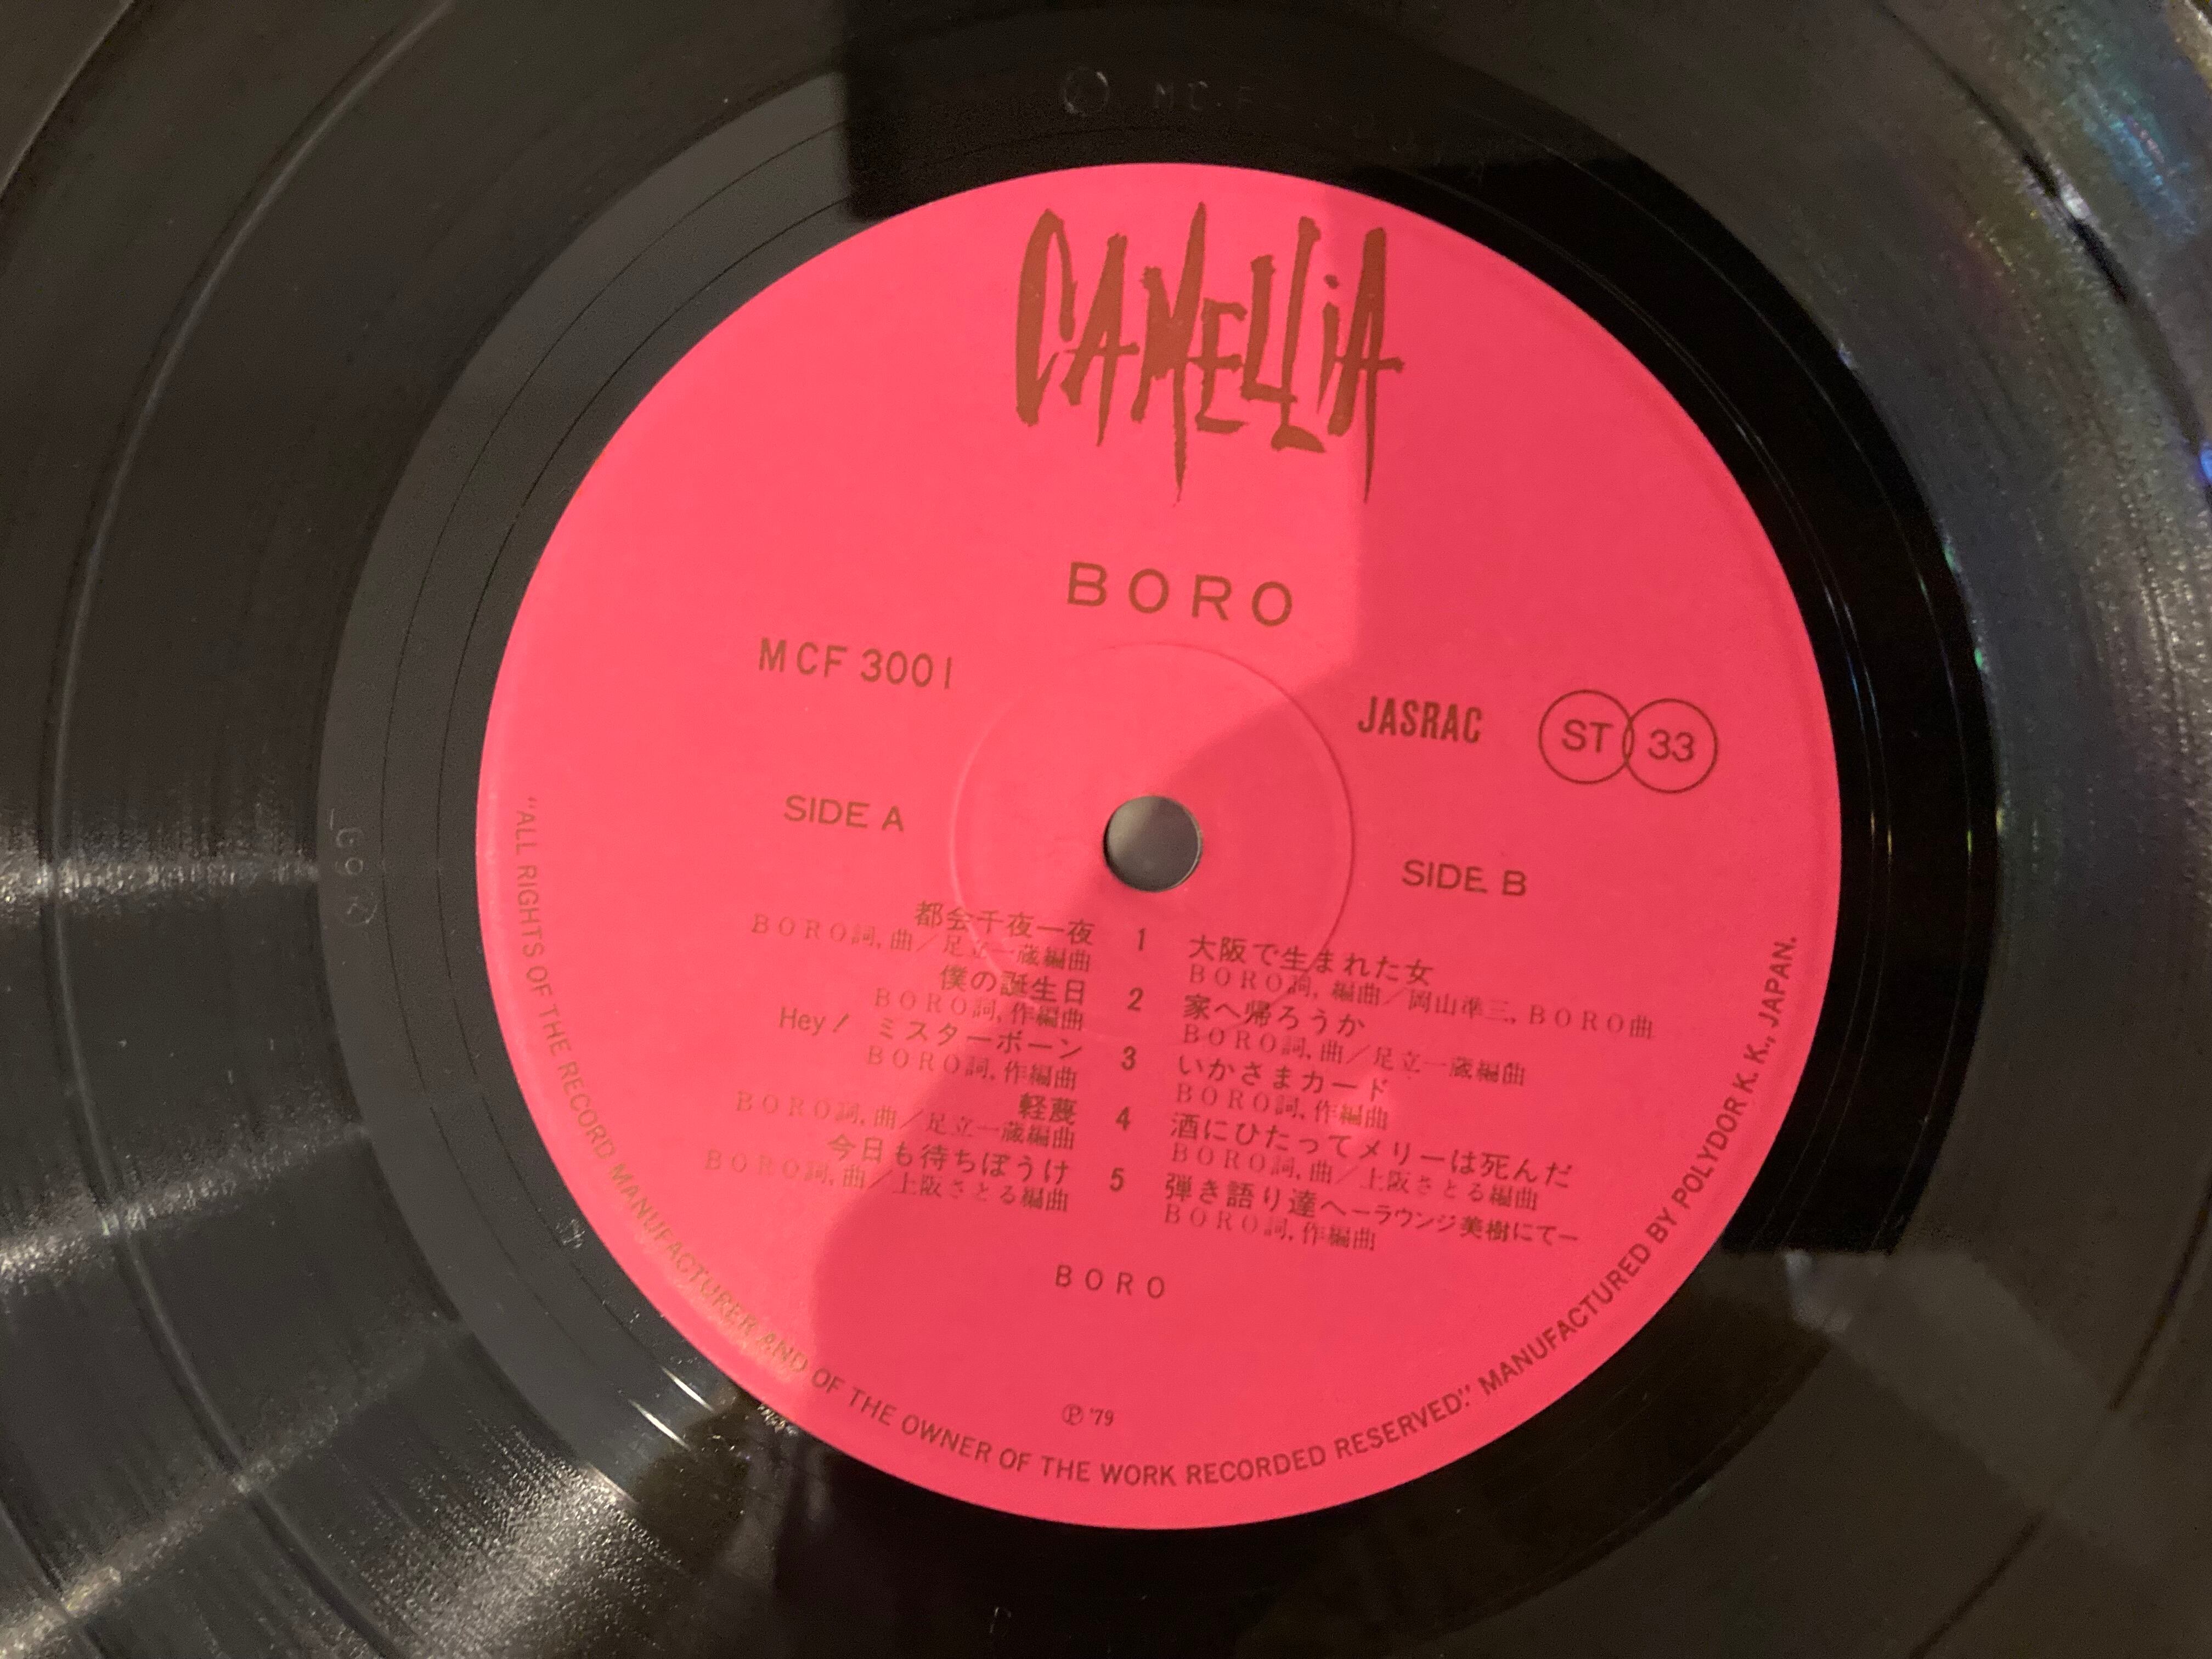 CAMELLiA
BORO
MCF 3001
JASRAC ST 33
SIDE A
SIDE B
都会千夜一夜 1
BORO詞,曲／足立一蔵編曲
僕の誕生日 2
BORO詞,作編曲
Hey！ ミスターボーン 3
BORO詞,作編曲
軽蔑 4
BORO詞,曲／足立一蔵編曲
今日も待ちぼうけ 5
BORO詞,曲／上阪さとる編曲
大阪で生まれた女
BORO詞,編曲／岡山準三,BORO曲
家へ帰ろうか
BORO詞,曲／足立一蔵編曲
いかさまカード
BORO詞,作編曲
酒にひたってメリーは死んだ
BORO詞,曲／上阪さとる編曲
弾き語り達へーラウンジ美樹にてー
BORO詞,作編曲
BORO
℗'79
"ALL RIGHTS OF THE RECORD MANUFACTURER AND OF THE OWNER OF THE WORK RECORDED RESERVED." MANUFACTURED BY POLYDOR K. K., JAPAN.